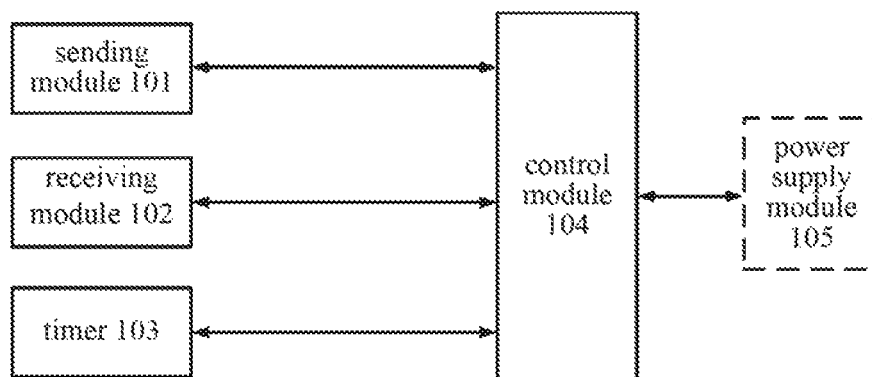 sending
module 101
receiving
module 102
timer 103
control
module
104
power
supply
module
105